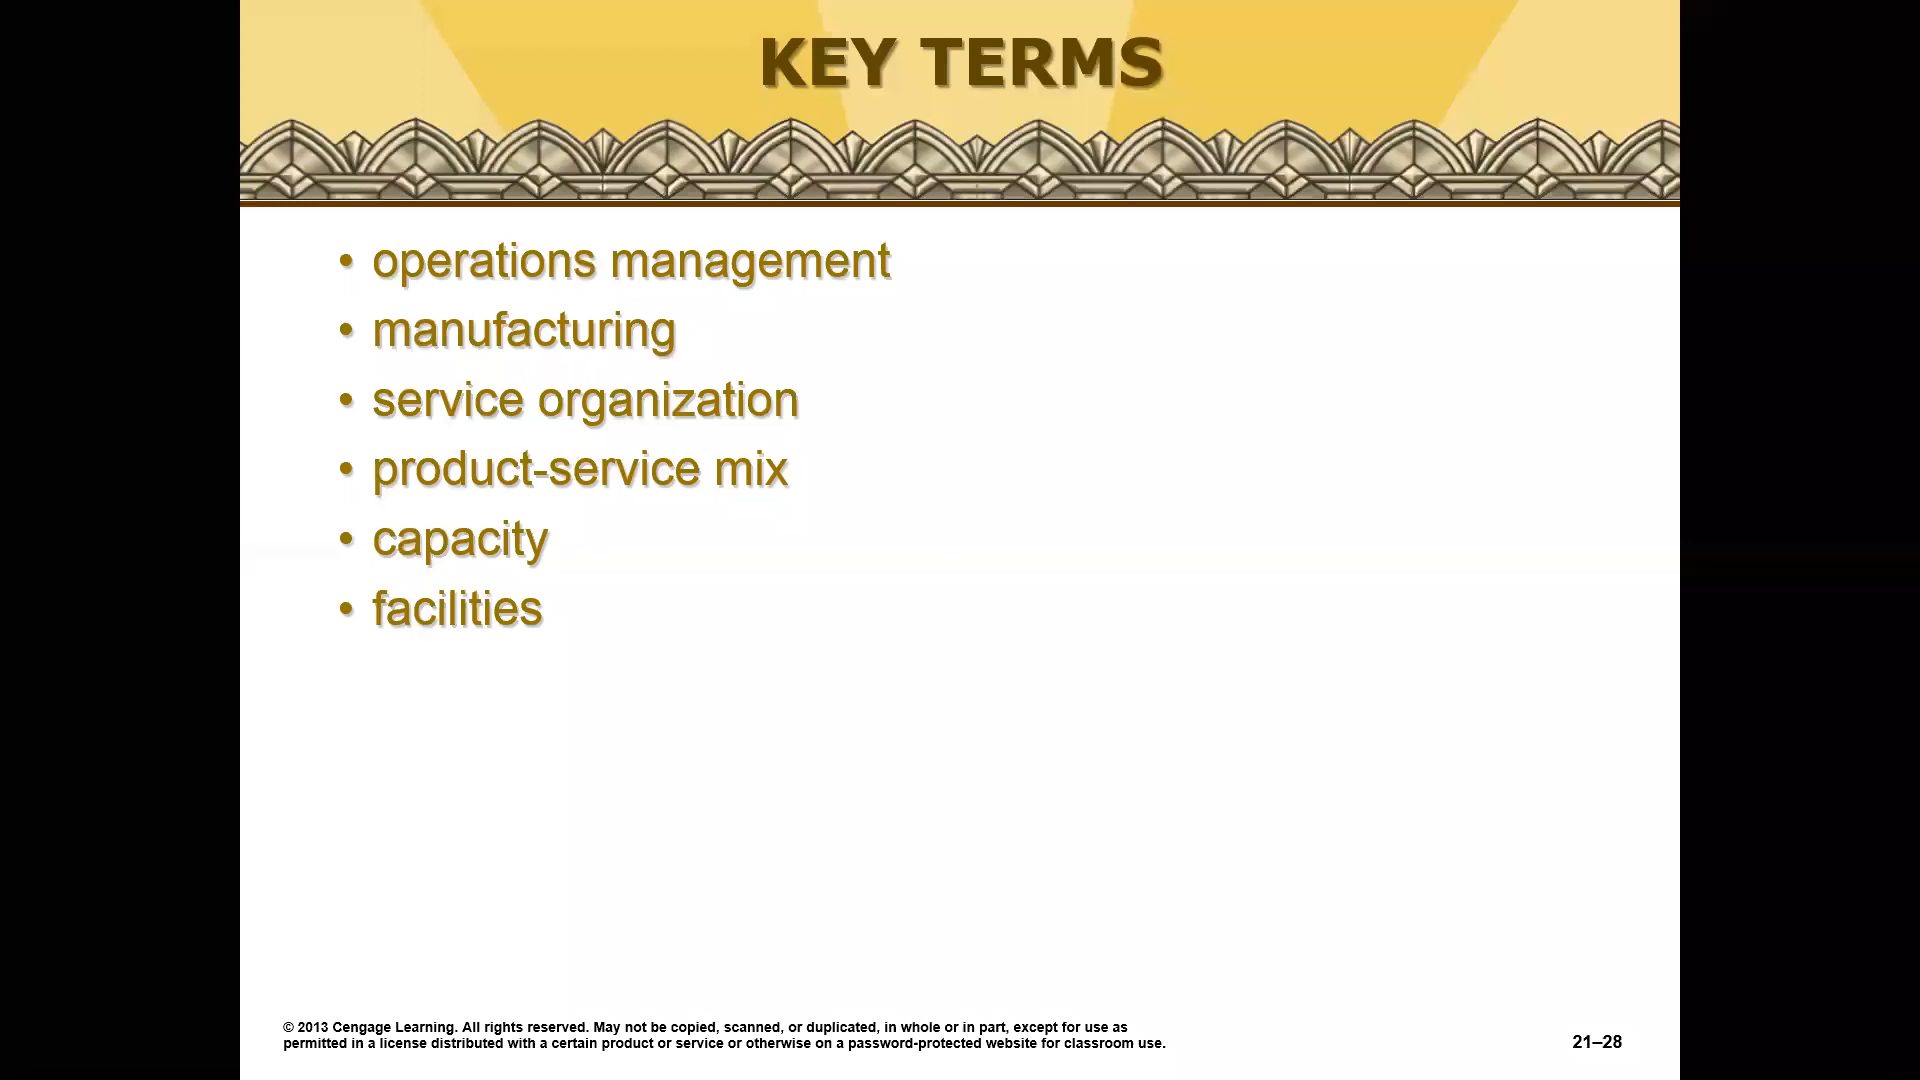 KEY TERMS
• operations management
• manufacturing
• service organization
• product-service mix
• capacity
• facilities
© 2013 Cengage Learning. All rights reserved. May not be copied, scanned, or duplicated, in whole or in part, except for use as
permitted in a license distributed with a certain product or service or otherwise on a password-protected website for classroom use.
21–28